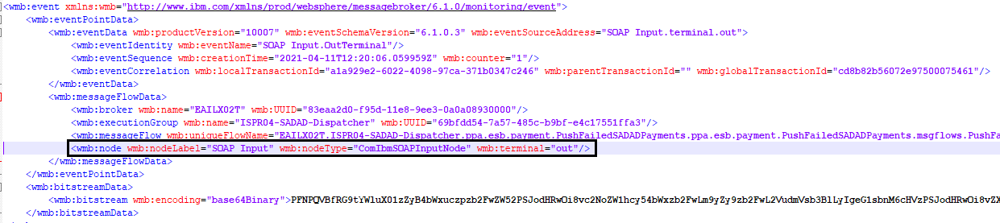 <wmb:event xmlns:wmb="http://www.ibm.com/xmlns/prod/websphere/messagebroker/6.1.0/monitoring/event">
<wmb:eventPointData>
<wmb:eventData wmb:productVersion="10007" wmb:eventSchemaVersion="6.1.0.3" wmb:eventSourceAddress="SOAP Input.terminal.out">
<wmb:eventIdentity wmb:eventName="SOAP Input.OutTerminal"/>
<wmb:eventSequence wmb:creationTime="2021-04-11T12:20:06.059959Z" wmb:counter="1"/>
<wmb:eventCorrelation wmb:localTransactionId="a1a929e2-6022-4098-97ca-371b0347c246" wmb:parentTransactionId="" wmb:globalTransactionId="cd8b82b56072e97500075461"/>
</wmb:eventData>
<wmb:messageFlowData>
<wmb:broker wmb:name="EAILX02T" wmb:UUID="83eaa2d0-f95d-11e8-9ee3-0a0a08930000"/>
<wmb:executionGroup wmb:name="ISPR04-SADAD-Dispatcher" wmb:UUID="69bfdd54-7a57-485c-b9bf-e4c17551ffa3"/>
<wmb:messageFlow wmb:uniqueFlowName="EAILX02T.ISPR04-SADAD-Dispatcher.ppa.esb.payment.PushFailedSADADPayments.ppa.esb.payment.PushFailedSADADPayments.msgflows.PushFa
<wmb:node wmb:nodeLabel="SOAP Input" wmb:nodeType="ComIbmSOAPInputNode" wmb:terminal="out"/>
</wmb:messageFlowData>
</wmb:eventPointData>
<wmb:bitstreamData>
<wmb:bitstream wmb:encoding="base64Binary">PFNPQVBfRG9tYWluX01zZyB4bWxuczpzb2FwZW52PSJodHRwOi8vc2NoZW1hcy54bWxzb2FwLm9yZy9zb2FwL2VudmVsb3BlLyIgeG1sbnM6cHVzPSJodHRwOi8vZX
</wmb:bitstreamData>